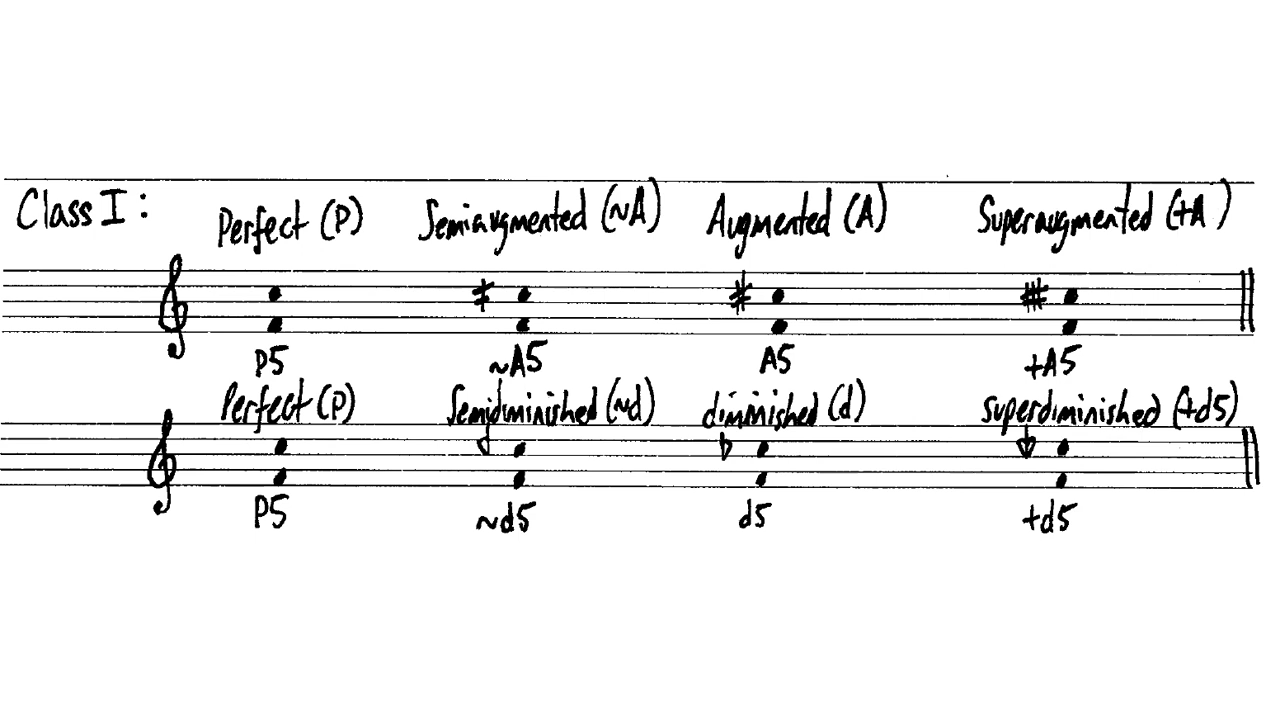 Class I: Perfect (P) Semiaugmented (~A) Augmented (A) Superaugmented (+A)
P5 ~A5 A5 +A5
Perfect (P) Semidiminished (~d) diminished (d) superdiminished (+d5)
P5 ~d5 d5 +d5